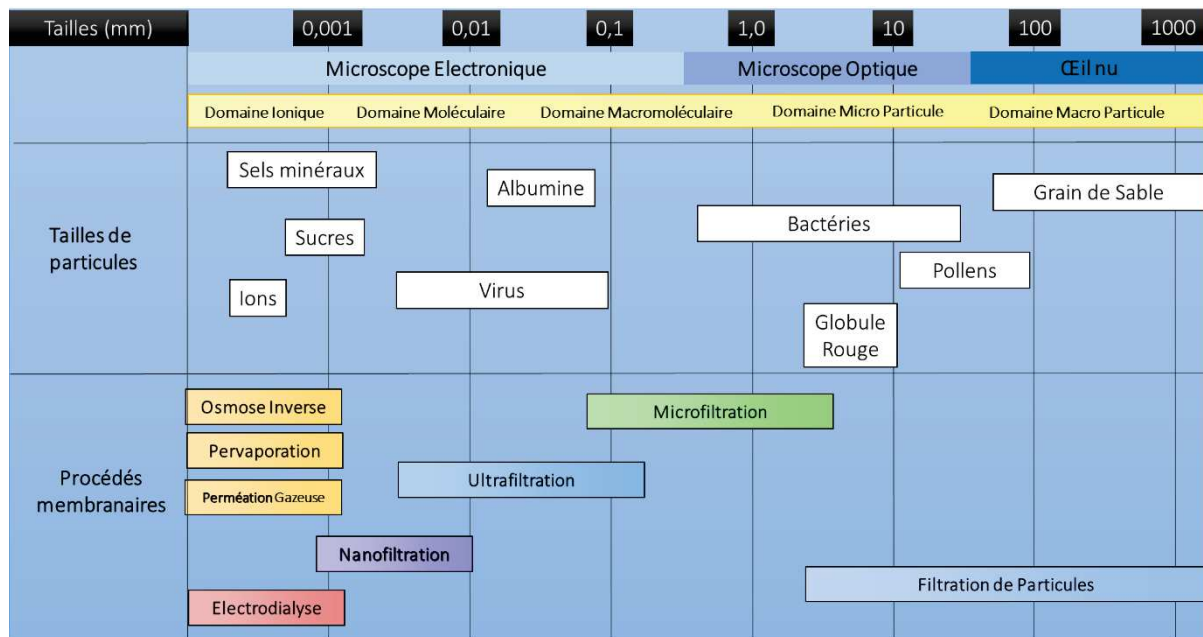 Tailles (mm) 0,001 0,01 0,1 1,0 10 100 1000
Microscope Electronique Microscope Optique Œil nu
Domaine Ionique Domaine Moléculaire Domaine Macromoléculaire Domaine Micro Particule Domaine Macro Particule
Tailles de
particules
Sels minéraux
Albumine
Grain de Sable
Sucres
Bactéries
Ions
Virus
Pollens
Globule
Rouge
Procédés
membranaires
Osmose Inverse
Microfiltration
Pervaporation
Ultrafiltration
Perméation Gazeuse
Nanofiltration
Filtration de Particules
Electrodialyse